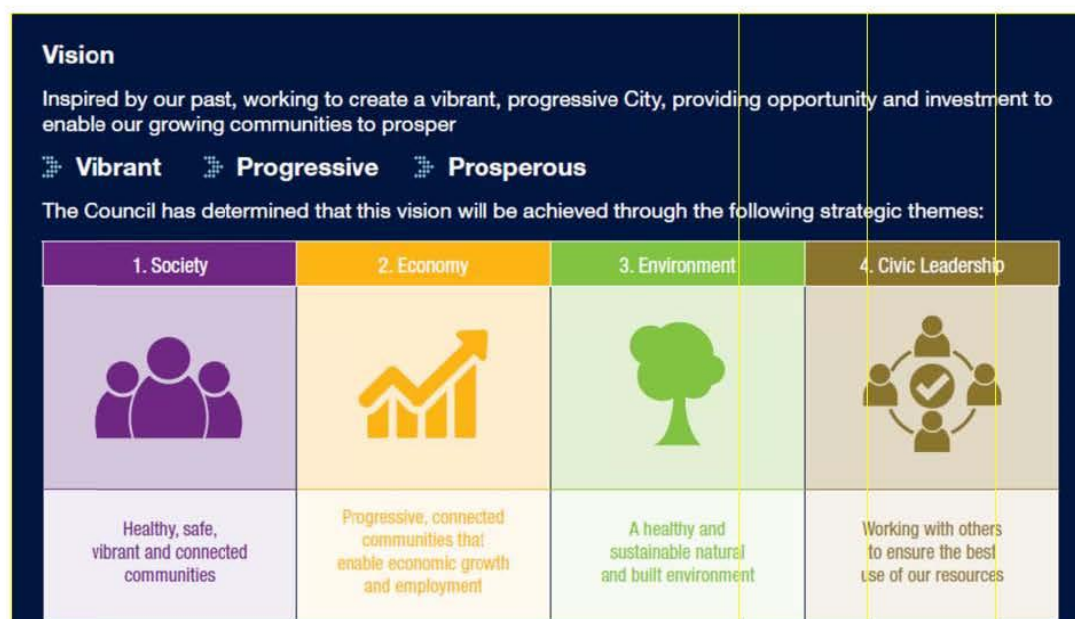 Vision
Inspired by our past, working to create a vibrant, progressive City, providing opportunity and investment to
enable our growing communities to prosper
Vibrant Progressive Prosperous
The Council has determined that this vision will be achieved through the following strategic themes:
1. Society 2. Economy 3. Environment 4. Civic Leadership
Healthy, safe,
vibrant and connected
communities
Progressive, connected
communities that
enable economic growth
and employment
A healthy and
sustainable natural
and built environment
Working with others
to ensure the best
use of our resources